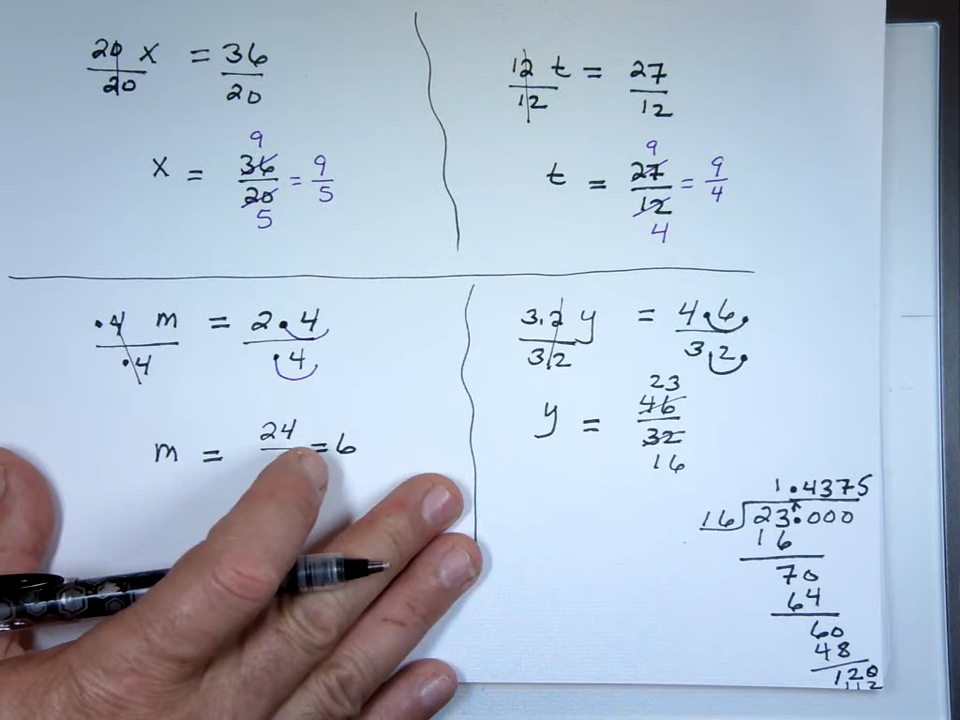 20 x = 36
20 20
9
x = 36 = 9
20 5
5
12 t = 27
12 12
9
t = 27 = 9
12 4
4
.4 m = 2.4
.4 .4
m = 24 = 6
3.2 y = 4.6.
3.2 3 2.
23
y = 46
32
16
1.4375
16 23.000
16
70
64
60
48
120
112